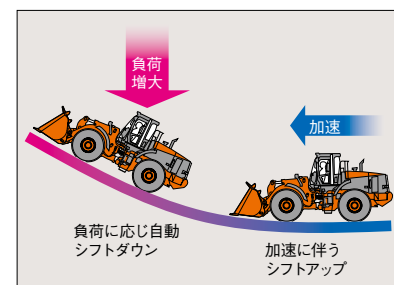 負荷
増大
加速
負荷に応じ自動
シフトダウン
加速に伴う
シフトアップ